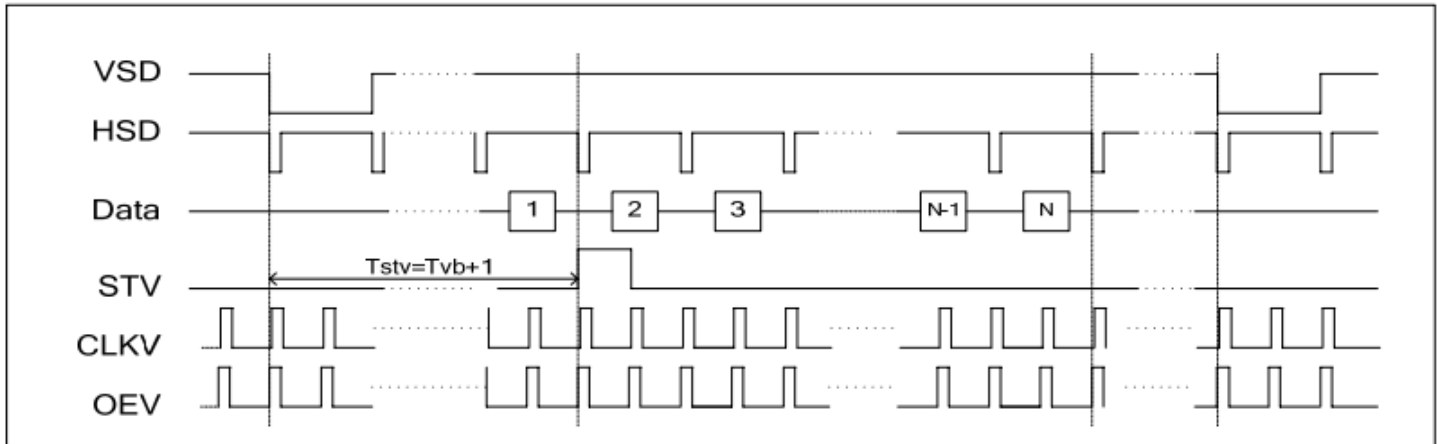 VSD
HSD
Data 1 2 3 N-1 N
Tstv=Tvb+1
STV
CLKV
OEV